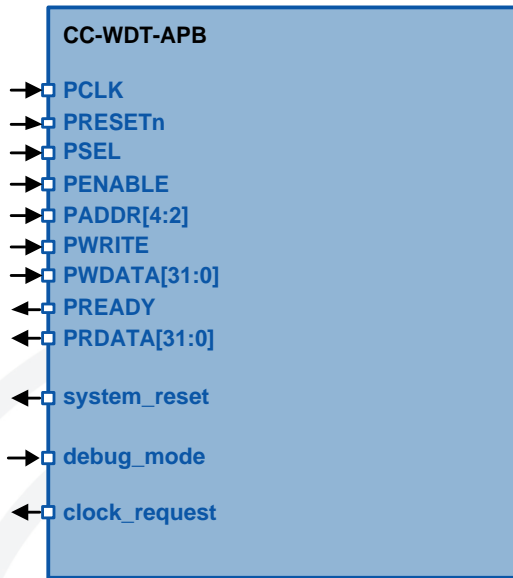 CC-WDT-APB
PCLK
PRESETn
PSEL
PENABLE
PADDR[4:2]
PWRITE
PWDATA[31:0]
PREADY
PRDATA[31:0]
system_reset
debug_mode
clock_request